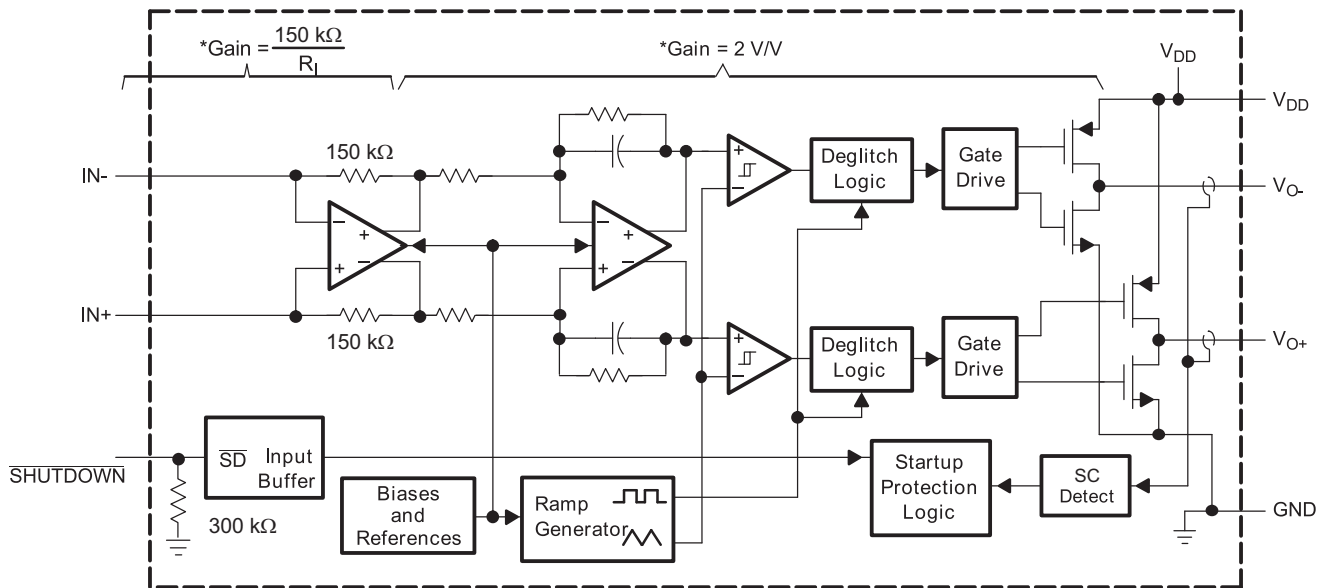 *Gain = 150 kΩ
R_I
*Gain = 2 V/V
V_DD
V_DD
150 kΩ
IN-
+
−
Deglitch
Logic
Gate
Drive
V_O-
−
+
−
+
−
+
−
+
IN+
150 kΩ
+
−
Deglitch
Logic
Gate
Drive
V_O+
S̅H̅U̅T̅D̅O̅W̅N̅
S̅D̅ Input
Buffer
300 kΩ
Biases
and
References
Ramp
Generator
Startup
Protection
Logic
SC
Detect
GND